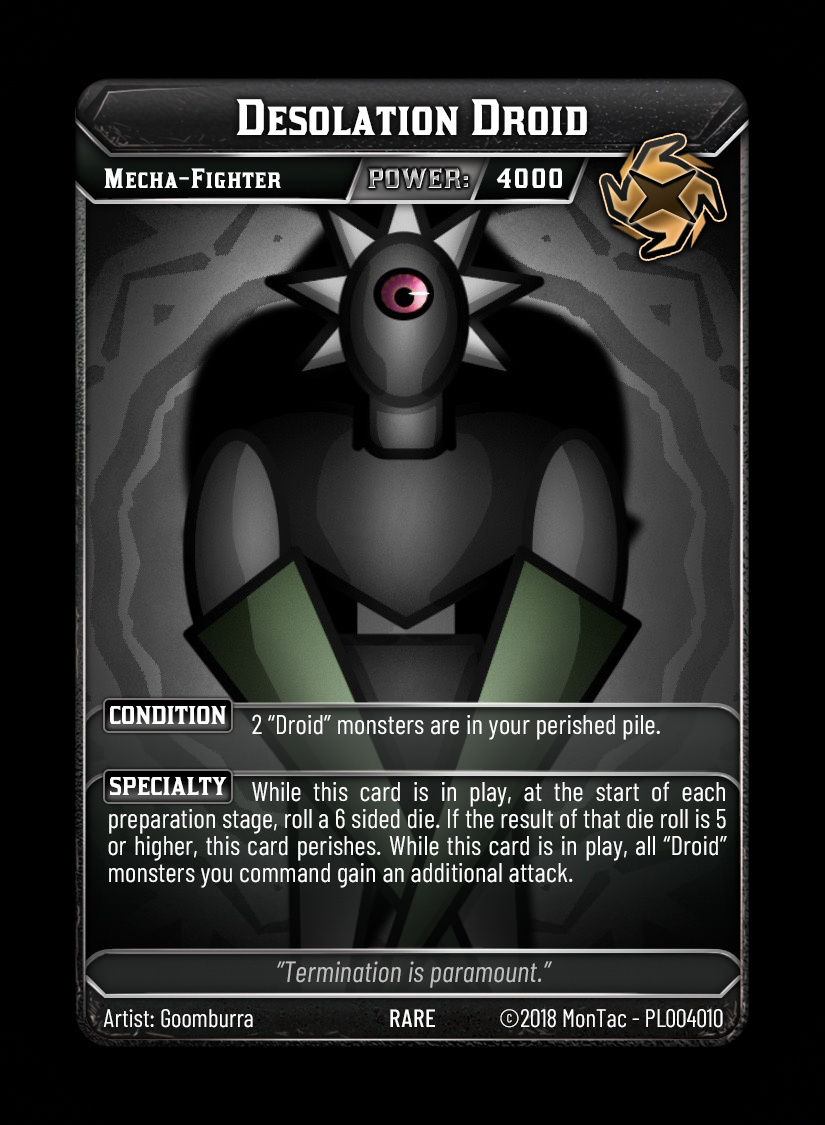 Desolation Droid
Mecha-Fighter POWER: 4000
CONDITION 2 “Droid” monsters are in your perished pile.
SPECIALTY While this card is in play, at the start of each
preparation stage, roll a 6 sided die. If the result of that die roll is 5
or higher, this card perishes. While this card is in play, all “Droid”
monsters you command gain an additional attack.
“Termination is paramount.”
Artist: Goomburra RARE ©2018 MonTac - PL004010